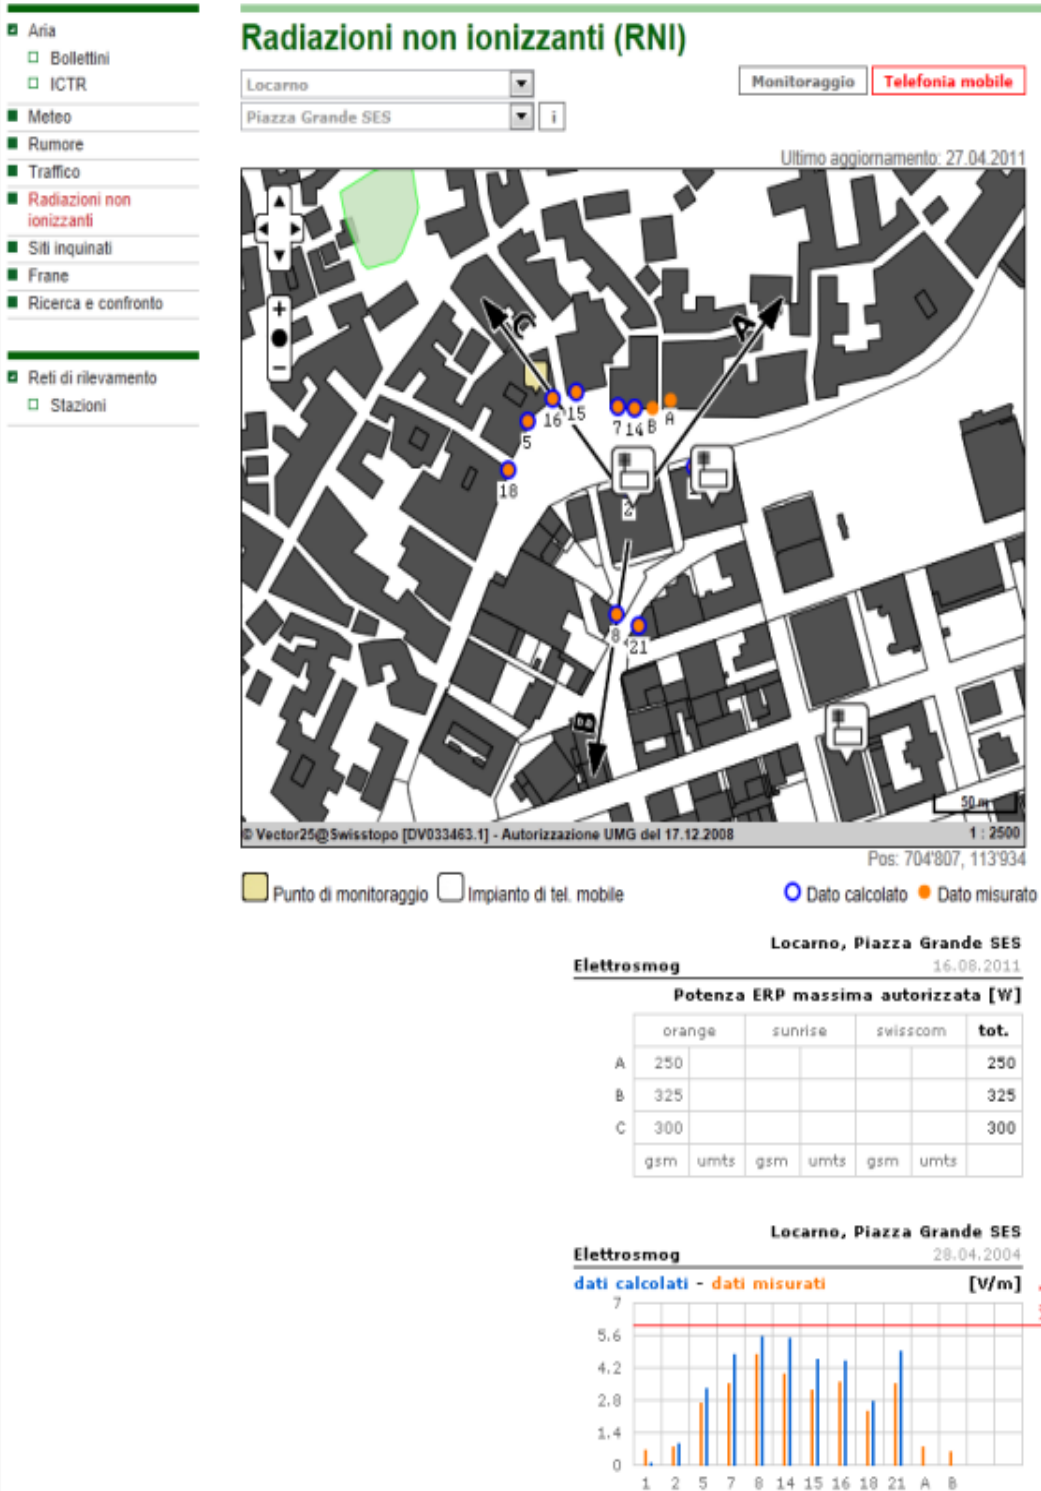 Aria
Bollettini
ICTR
Meteo
Rumore
Traffico
Radiazioni non
ionizzanti
Siti inquinati
Frane
Ricerca e confronto
Reti di rilevamento
Stazioni
Radiazioni non ionizzanti (RNI)
Locarno
Monitoraggio Telefonia mobile
Piazza Grande SES i
Ultimo aggiornamento: 27.04.2011
C A
16 15 7 14 B A
5
18
2
8
21
B
50 m
© Vector25@Swisstopo [DV033463.1] - Autorizzazione UMG del 17.12.2008 1 : 2500
Pos: 704'807, 113'934
Punto di monitoraggio Impianto di tel. mobile Dato calcolato Dato misurato
Locarno, Piazza Grande SES
Elettrosmog 16.08.2011
Potenza ERP massima autorizzata [W]
orange sunrise swisscom tot.
A 250 250
B 325 325
C 300 300
gsm umts gsm umts gsm umts
Locarno, Piazza Grande SES
Elettrosmog 28.04.2004
dati calcolati - dati misurati [V/m]
7
5.6
4.2
2.8
1.4
0
1 2 5 7 8 14 15 16 18 21 A B